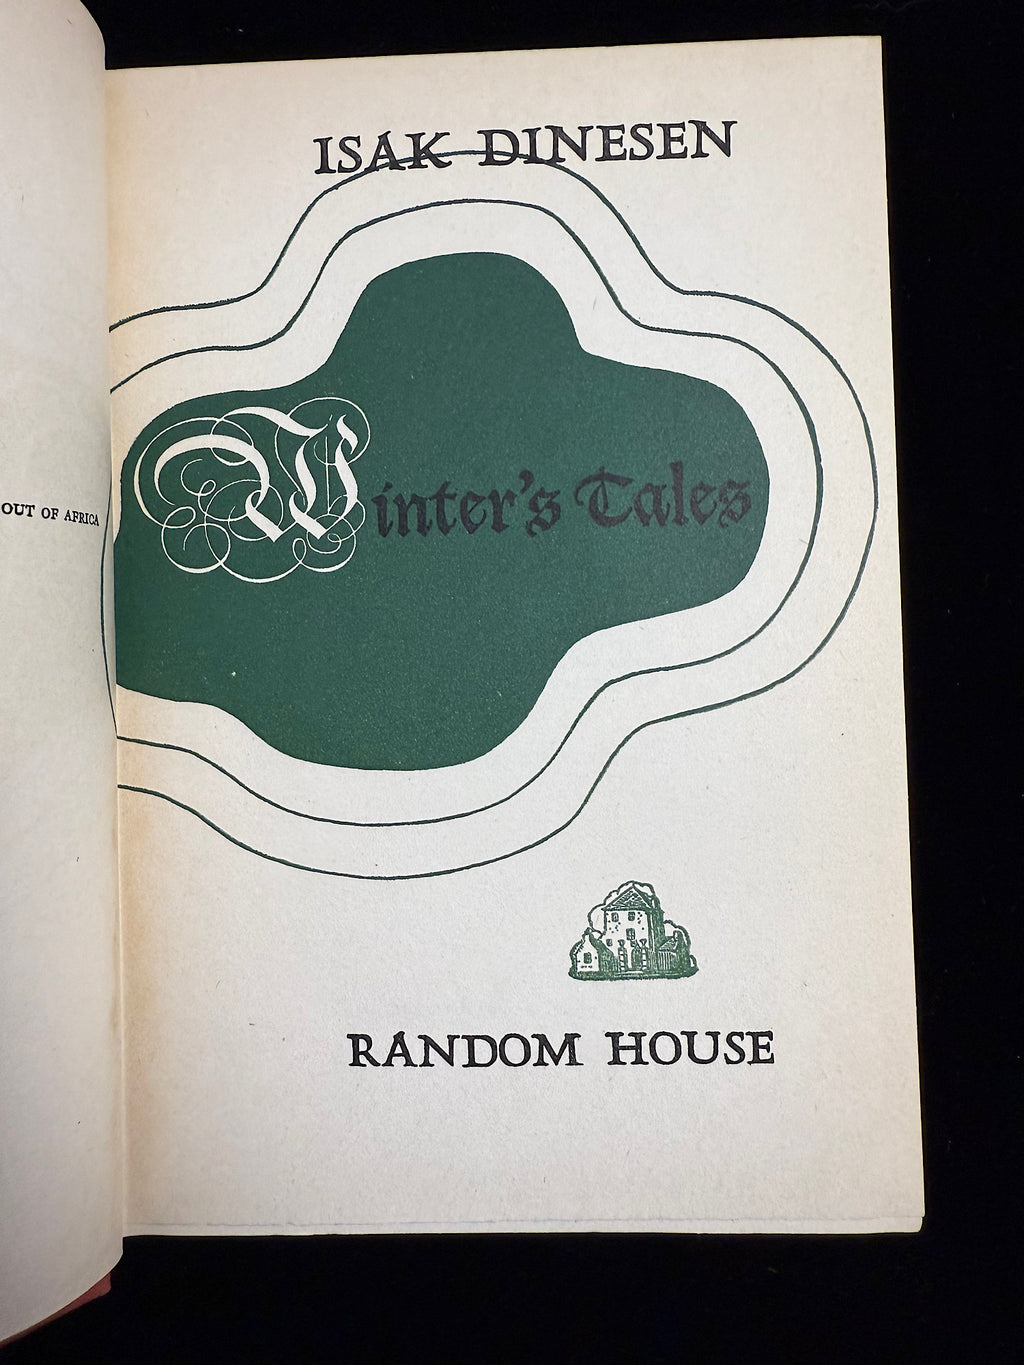 OUT OF AFRICA
ISAK DINESEN
Winter's Tales
RANDOM HOUSE